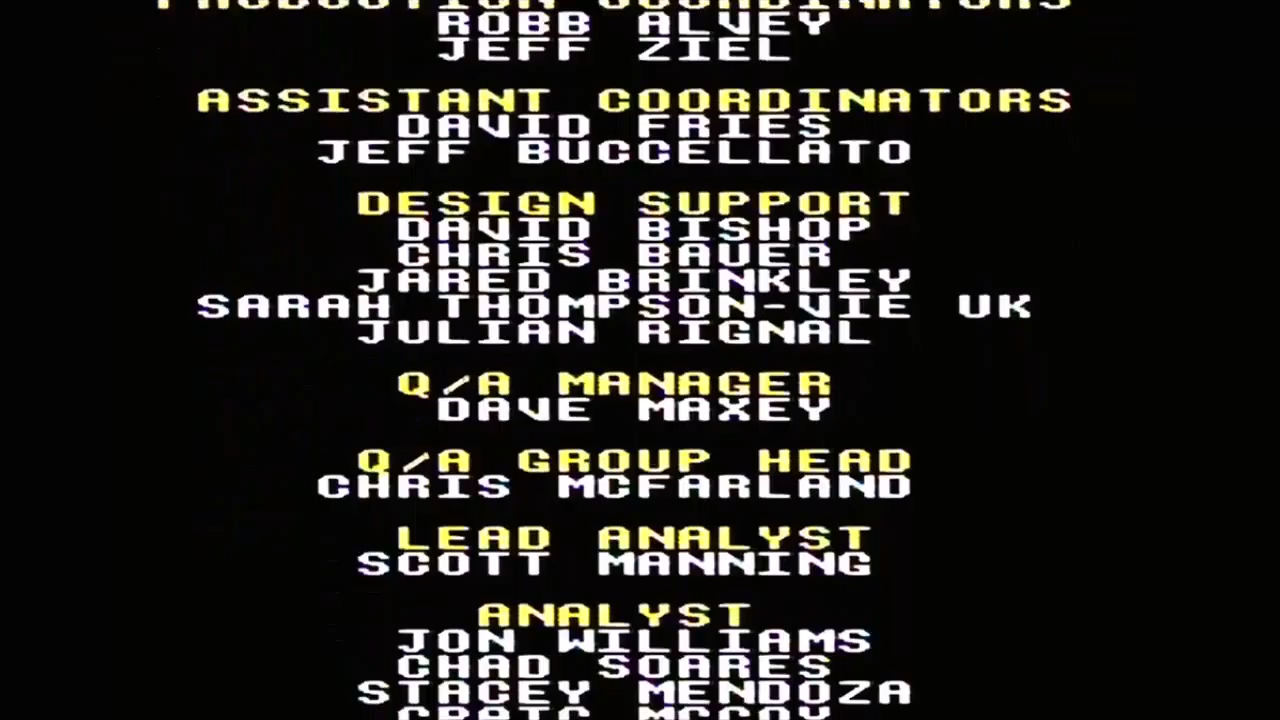 PRODUCTION COORDINATORS
ROBB ALVEY
JEFF ZIEL
ASSISTANT COORDINATORS
DAVID FRIES
JEFF BUCCELLATO
DESIGN SUPPORT
DAVID BISHOP
CHRIS BAUER
JARED BRINKLEY
SARAH THOMPSON-VIE UK
JULIAN RIGNAL
Q/A MANAGER
DAVE MAXEY
Q/A GROUP HEAD
CHRIS MCFARLAND
LEAD ANALYST
SCOTT MANNING
ANALYST
JON WILLIAMS
CHAD SOARES
STACEY MENDOZA